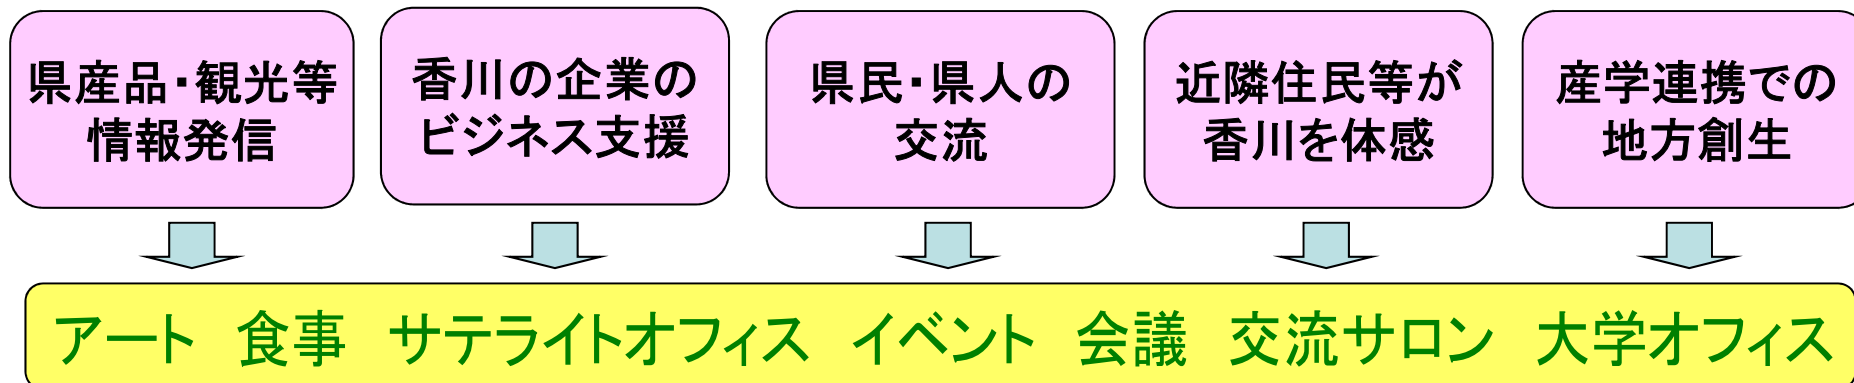 県産品・観光等
情報発信
香川の企業の
ビジネス支援
県民・県人の
交流
近隣住民等が
香川を体感
産学連携での
地方創生
アート 食事 サテライトオフィス イベント 会議 交流サロン 大学オフィス